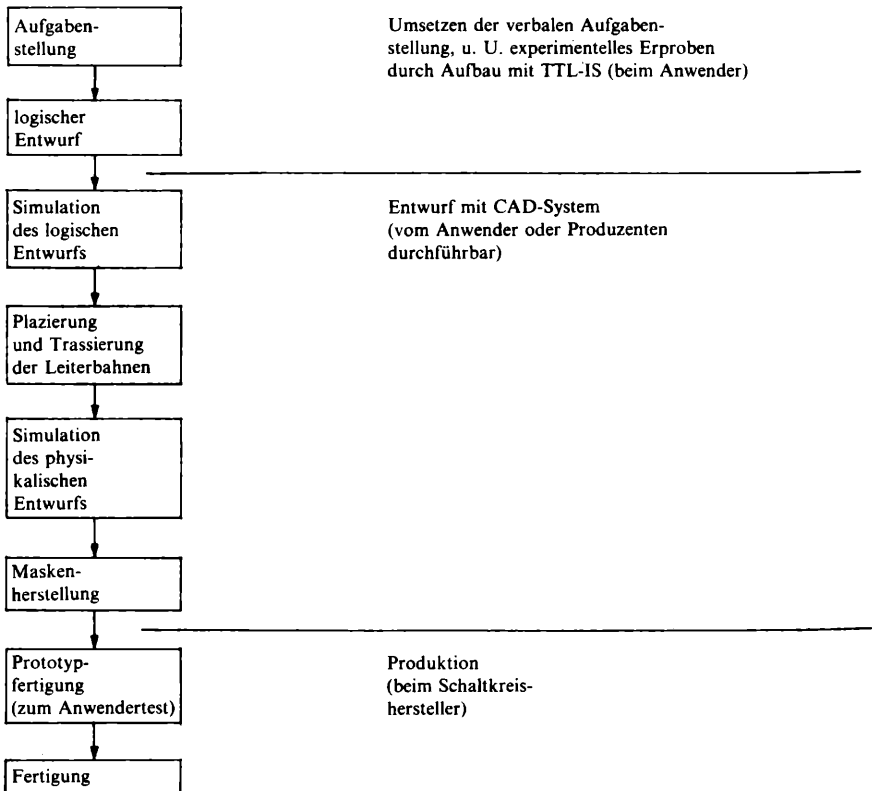 Aufgaben-
stellung
Umsetzen der verbalen Aufgaben-
stellung, u. U. experimentelles Erproben
durch Aufbau mit TTL-IS (beim Anwender)
logischer
Entwurf
Simulation
des logischen
Entwurfs
Entwurf mit CAD-System
(vom Anwender oder Produzenten
durchführbar)
Plazierung
und Trassierung
der Leiterbahnen
Simulation
des physi-
kalischen
Entwurfs
Masken-
herstellung
Prototyp-
fertigung
(zum Anwendertest)
Produktion
(beim Schaltkreis-
hersteller)
Fertigung